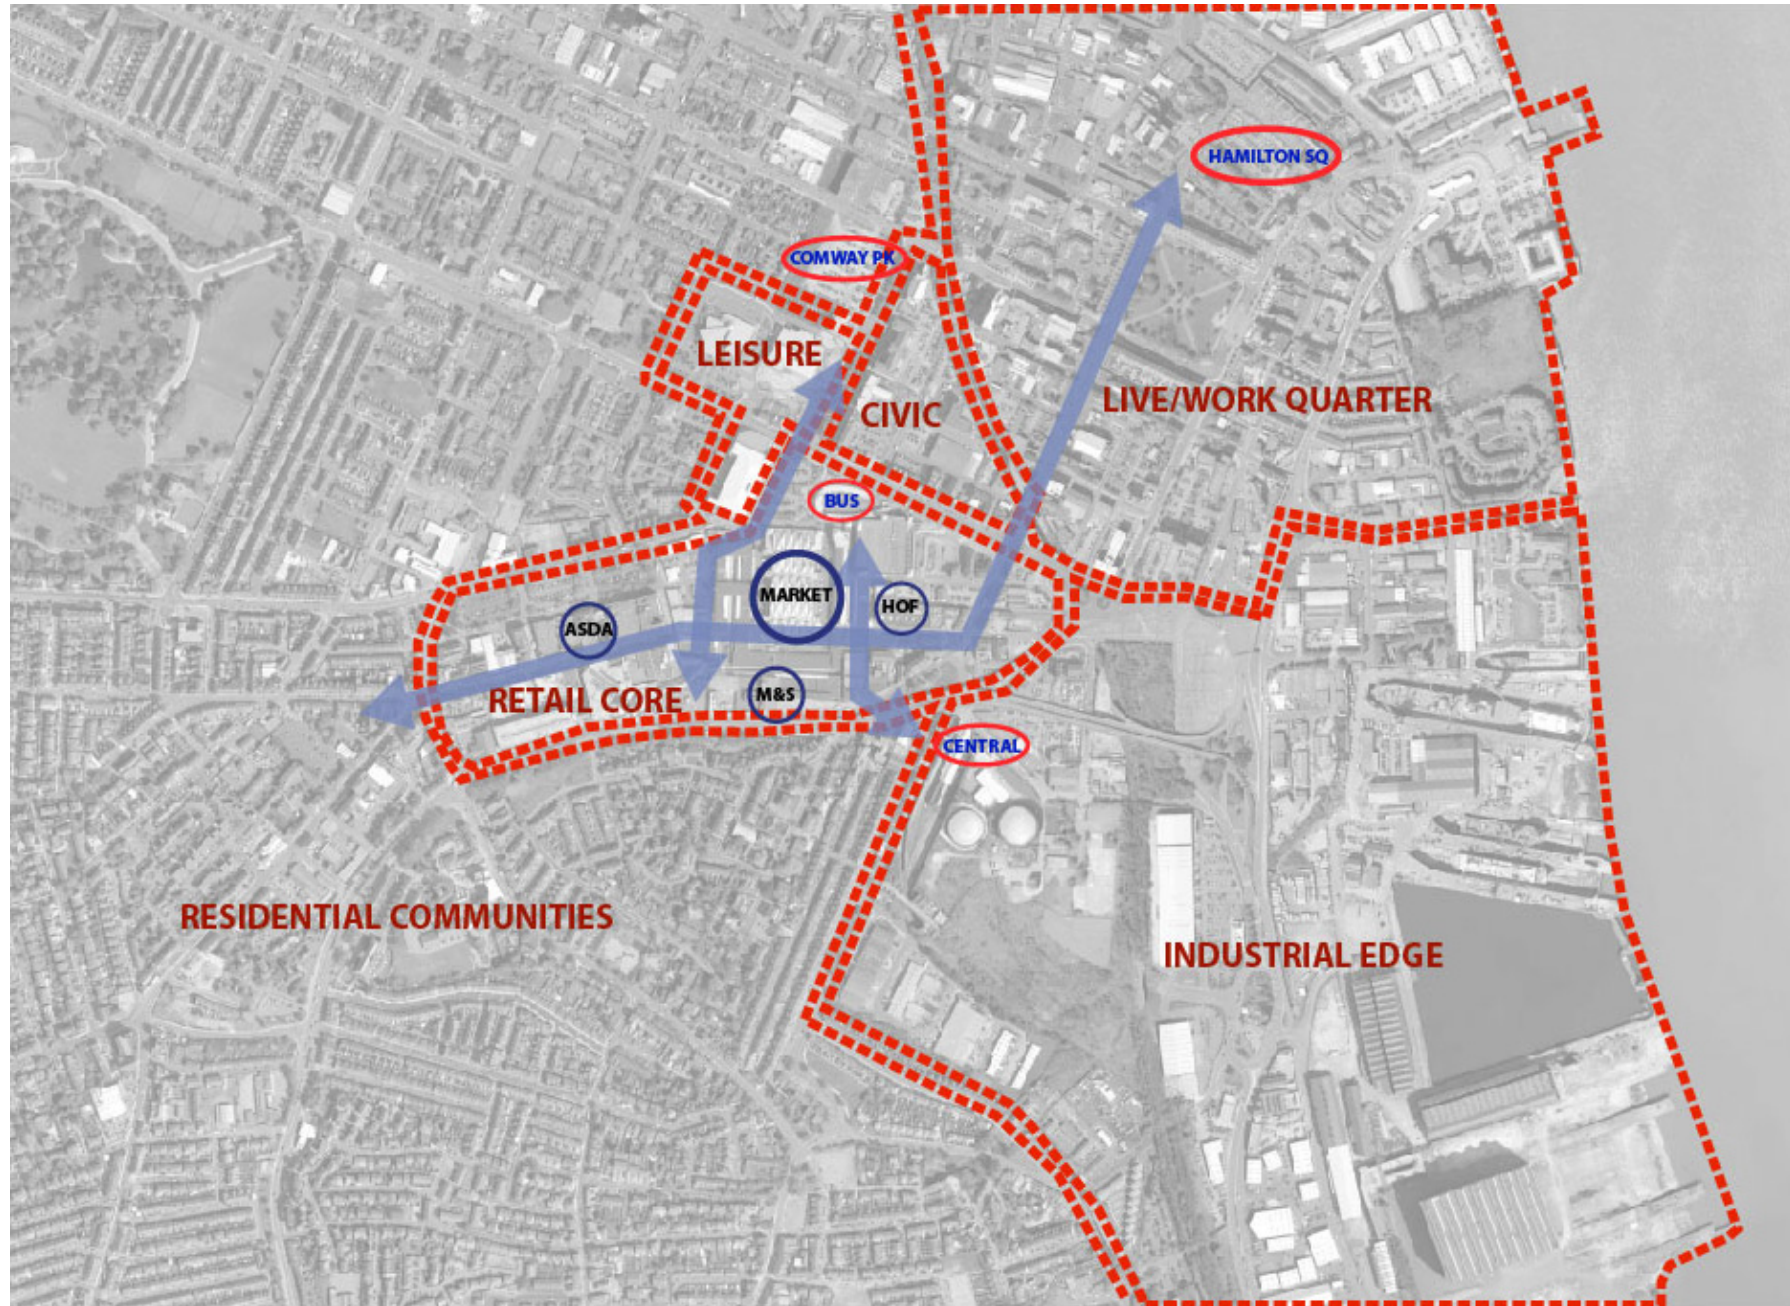 HAMILTON SQ
COMWAY PK
LEISURE
CIVIC
LIVE/WORK QUARTER
BUS
MARKET
HOF
ASDA
RETAIL CORE
M&S
CENTRAL
RESIDENTIAL COMMUNITIES
INDUSTRIAL EDGE